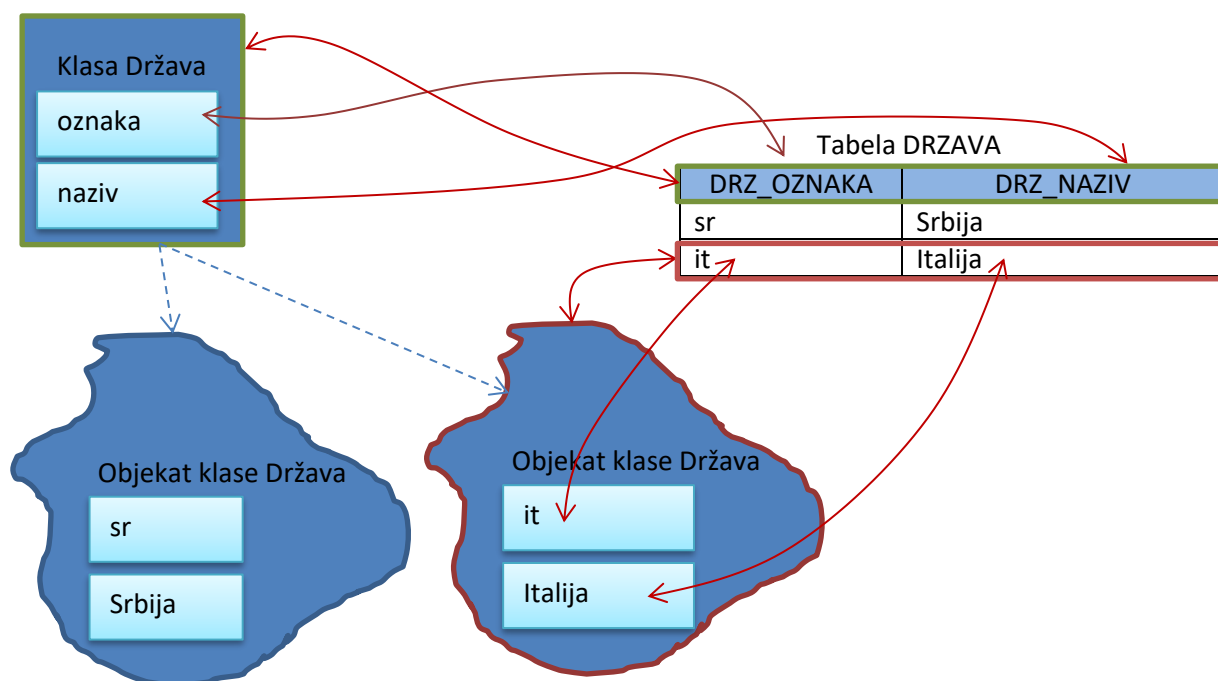 Klasa Država
oznaka
naziv
Tabela DRZAVA
DRZ_OZNAKA DRZ_NAZIV
sr Srbija
it Italija
Objekat klase Država
sr
Srbija
Objekat klase Država
it
Italija